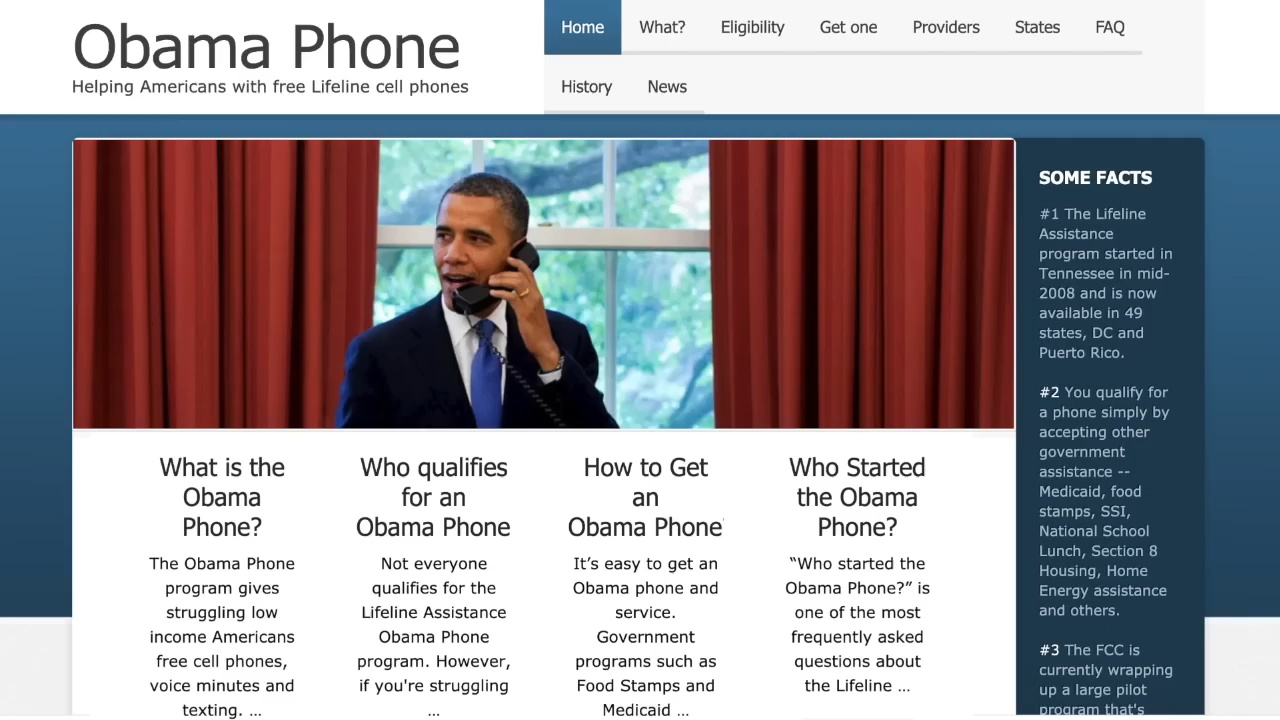 Obama Phone
Helping Americans with free Lifeline cell phones
Home What? Eligibility Get one Providers States FAQ
History News
What is the
Obama
Phone?
The Obama Phone
program gives
struggling low
income Americans
free cell phones,
voice minutes and
texting. ...
Who qualifies
for an
Obama Phone
Not everyone
qualifies for the
Lifeline Assistance
Obama Phone
program. However,
if you're struggling
...
How to Get
an
Obama Phone
It’s easy to get an
Obama phone and
service.
Government
programs such as
Food Stamps and
Medicaid ...
Who Started
the Obama
Phone?
“Who started the
Obama Phone?” is
one of the most
frequently asked
questions about
the Lifeline ...
SOME FACTS
#1 The Lifeline
Assistance
program started in
Tennessee in mid-
2008 and is now
available in 49
states, DC and
Puerto Rico.
#2 You qualify for
a phone simply by
accepting other
government
assistance --
Medicaid, food
stamps, SSI,
National School
Lunch, Section 8
Housing, Home
Energy assistance
and others.
#3 The FCC is
currently wrapping
up a large pilot
program that's